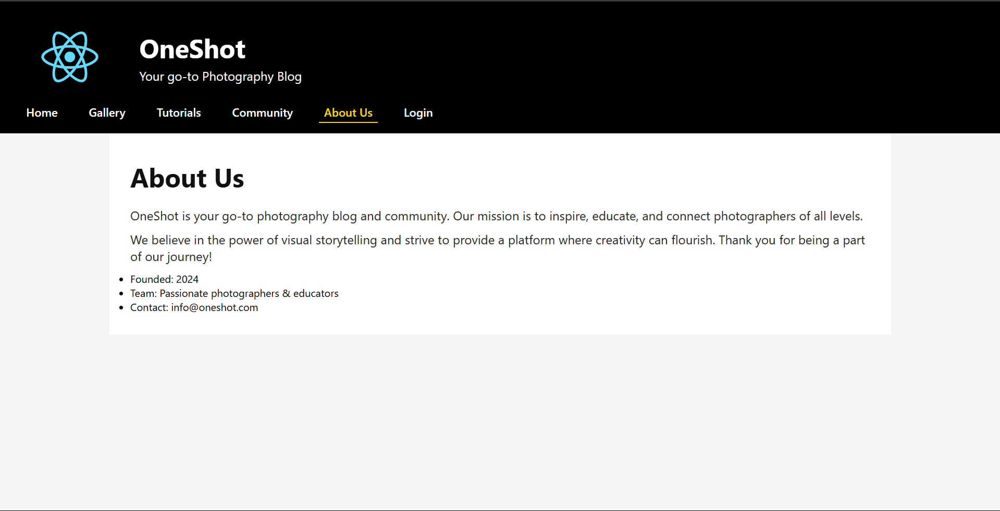 OneShot
Your go-to Photography Blog
Home Gallery Tutorials Community About Us Login
About Us
OneShot is your go-to photography blog and community. Our mission is to inspire, educate, and connect photographers of all levels.
We believe in the power of visual storytelling and strive to provide a platform where creativity can flourish. Thank you for being a part
of our journey!
• Founded: 2024
• Team: Passionate photographers & educators
• Contact: info@oneshot.com